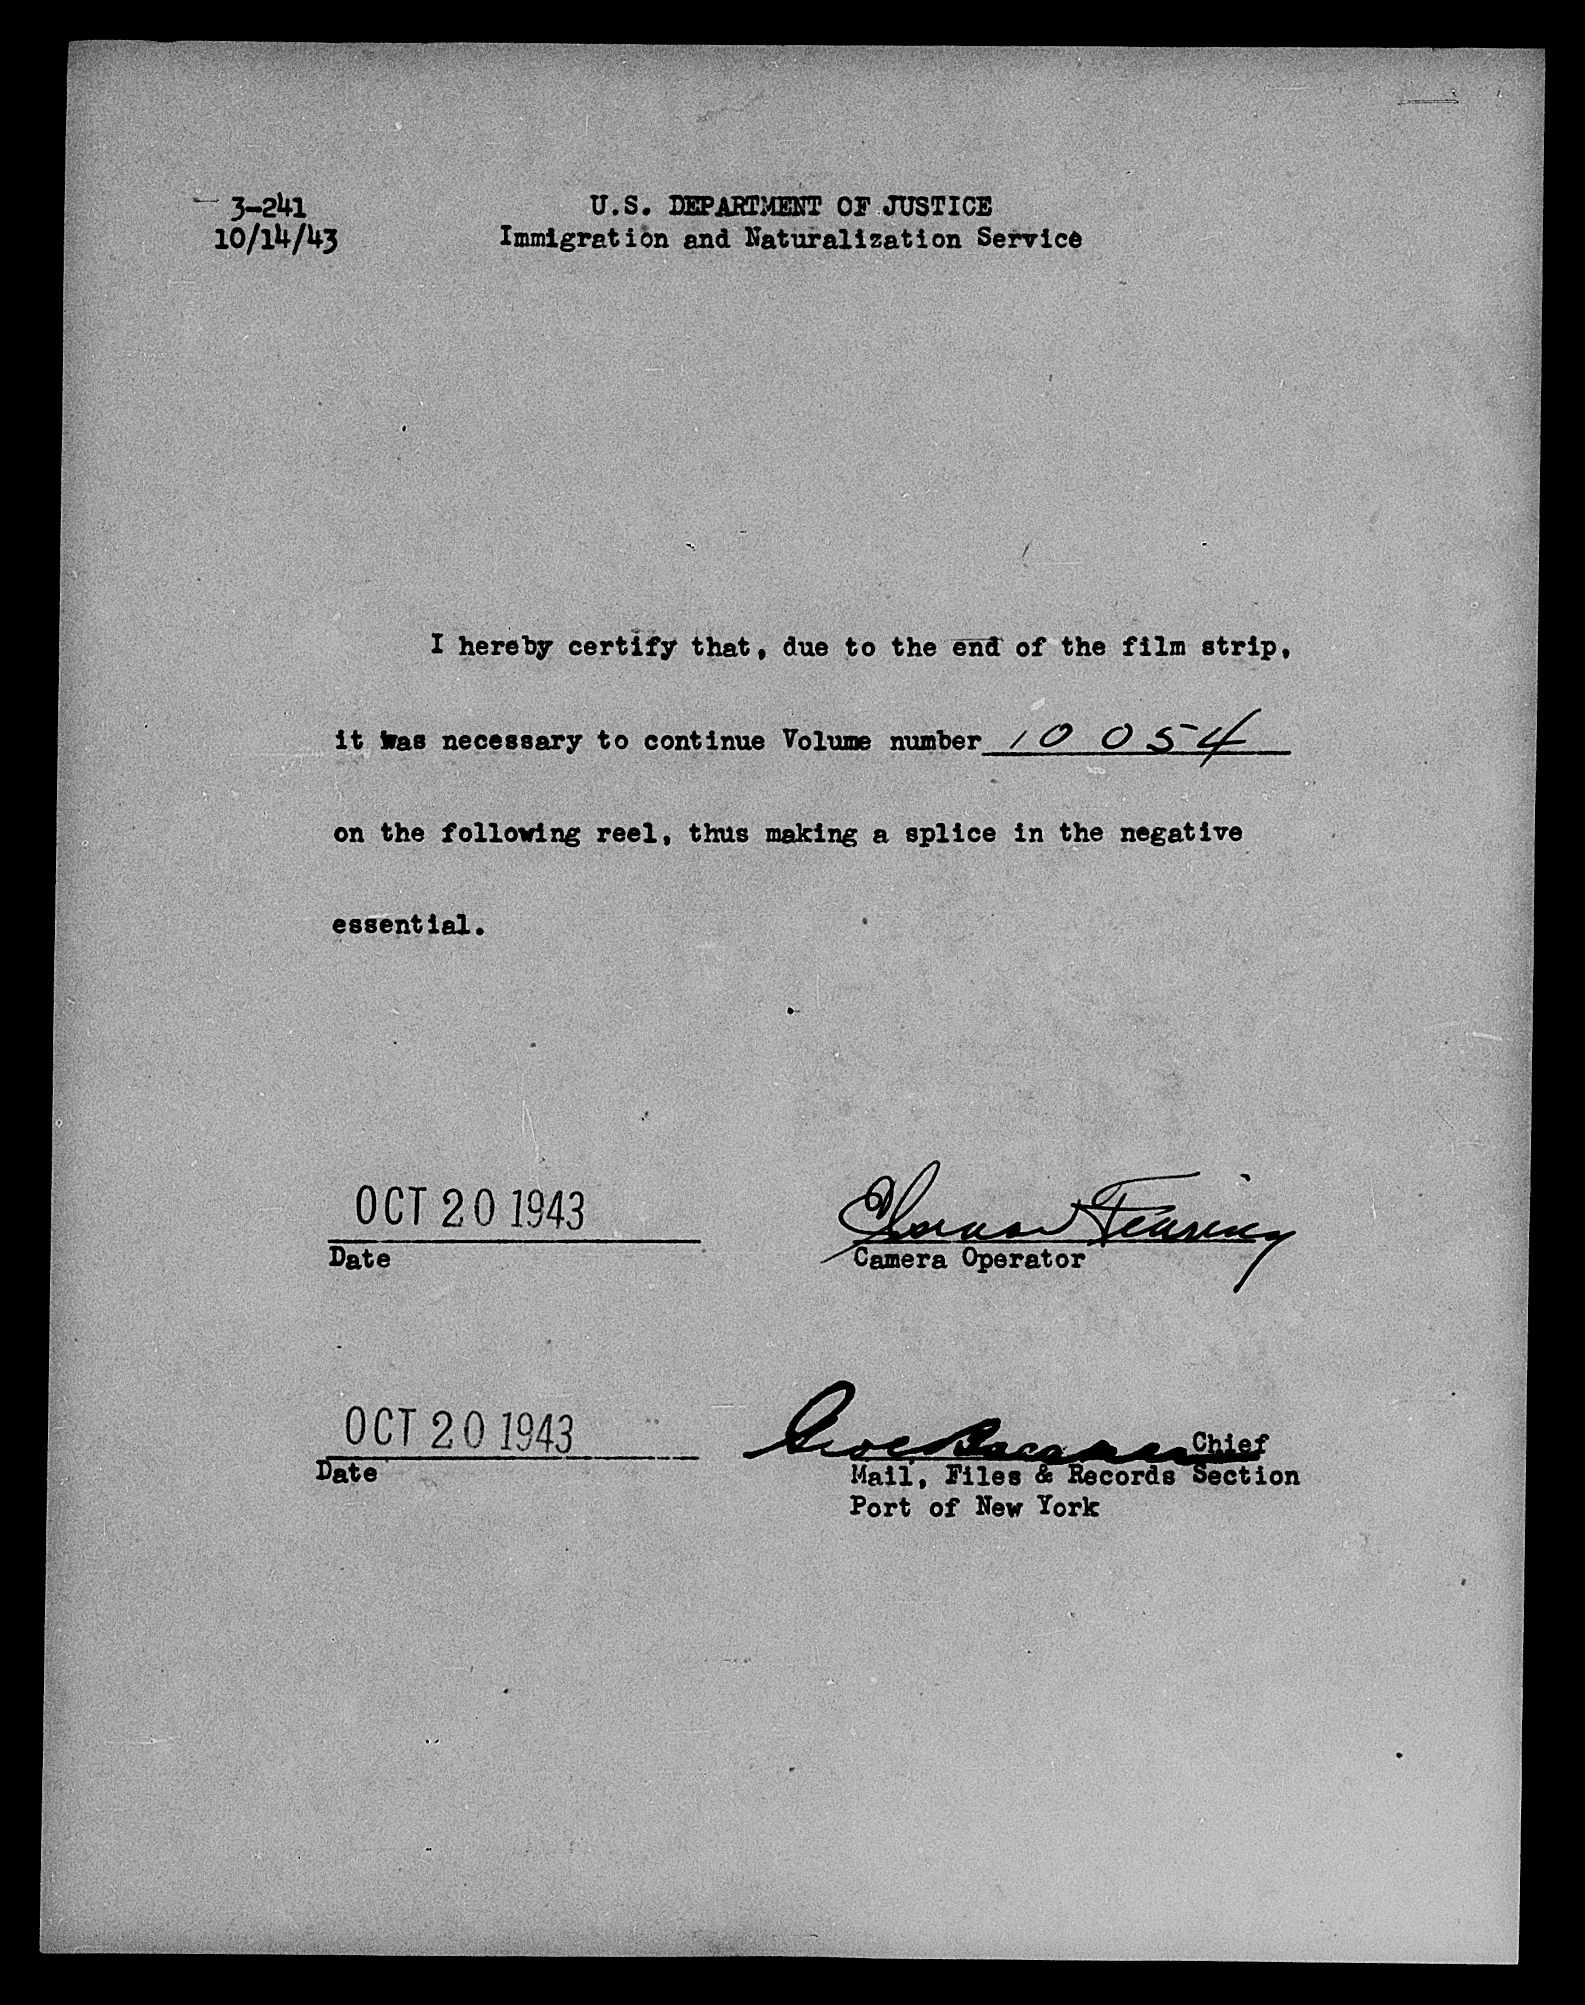 3-241
10/14/43
U.S. DEPARTMENT OF JUSTICE
Immigration and Naturalization Service
I hereby certify that, due to the end of the film strip,
it was necessary to continue Volume number 10 054
on the following reel, thus making a splice in the negative
essential.
OCT 20 1943
Date
Camera Operator
OCT 20 1943
Date
Chief
Mail, Files & Records Section
Port of New York